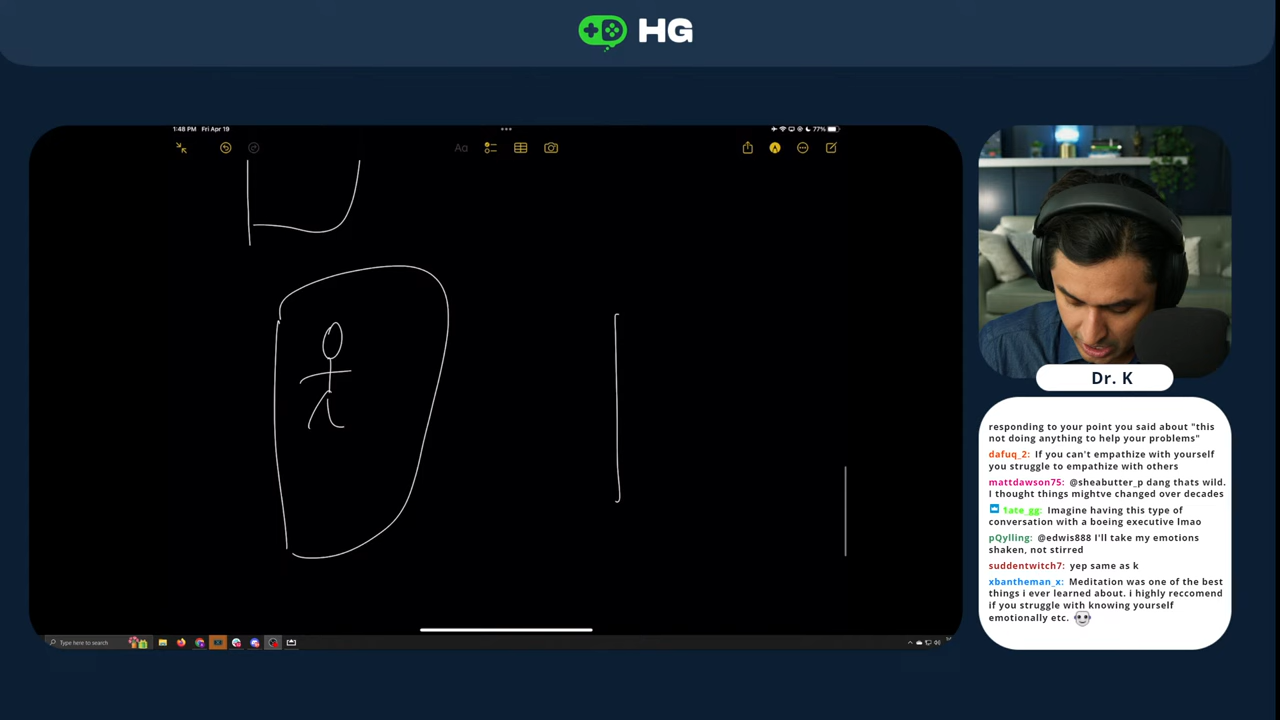 HG
1:48 PM Fri Apr 19
77%
Aa
Dr. K
responding to your point you said about "this
not doing anything to help your problems"
dafuq_2: If you can't empathize with yourself
you struggle to empathize with others
mattdawson75: @sheabutter_p dang thats wild.
I thought things mightve changed over decades
1ate_gg: Imagine having this type of
conversation with a boeing executive lmao
pQylling: @edwis888 I'll take my emotions
shaken, not stirred
suddentwitch7: yep same as k
xbantheman_x: Meditation was one of the best
things i ever learned about. i highly reccomend
if you struggle with knowing yourself
emotionally etc.
Type here to search